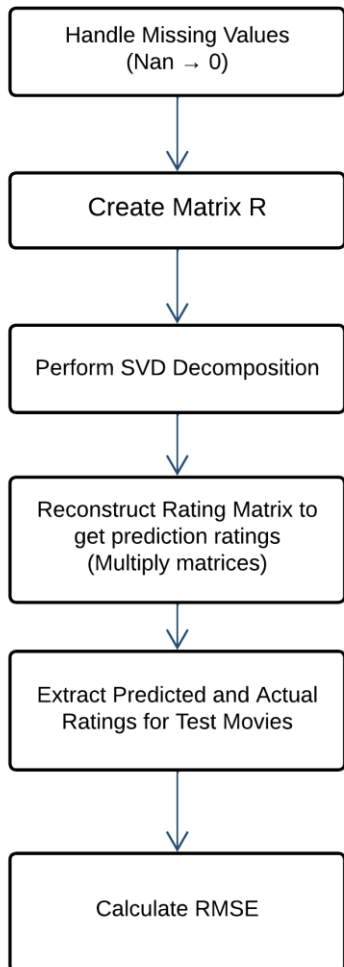 Handle Missing Values
(Nan → 0)
Create Matrix R
Perform SVD Decomposition
Reconstruct Rating Matrix to
get prediction ratings
(Multiply matrices)
Extract Predicted and Actual
Ratings for Test Movies
Calculate RMSE